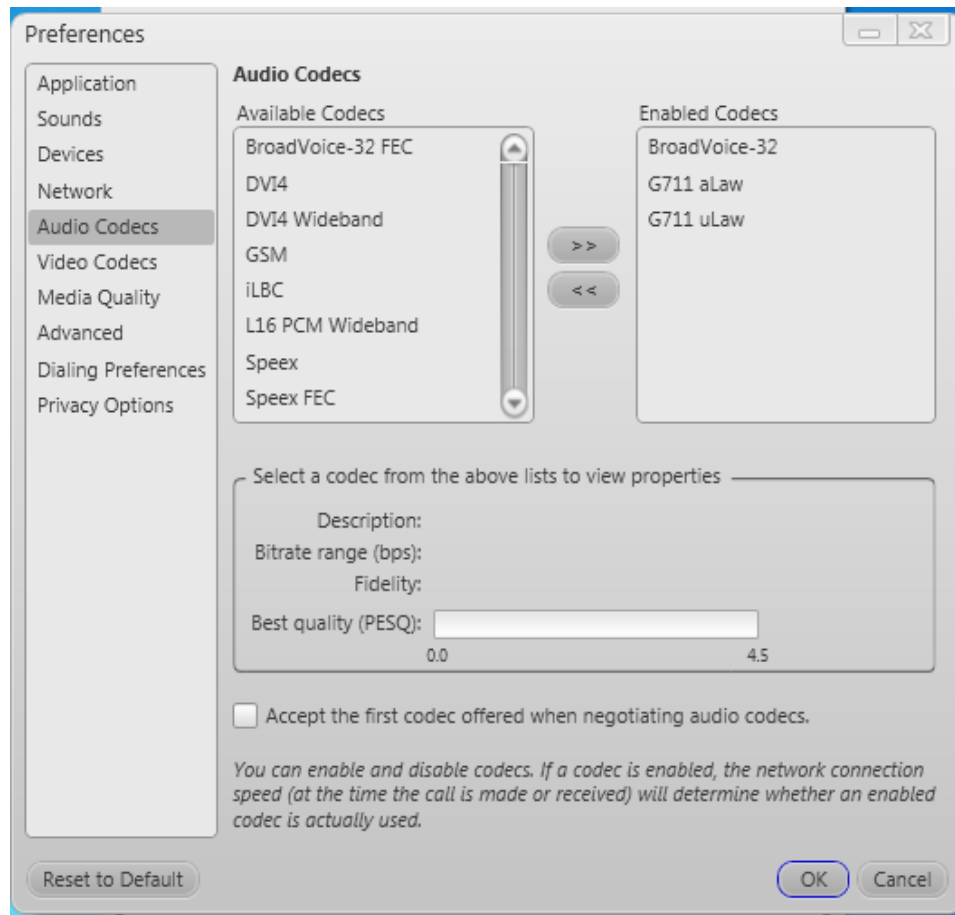 Preferences
Application
Sounds
Devices
Network
Audio Codecs
Video Codecs
Media Quality
Advanced
Dialing Preferences
Privacy Options
Audio Codecs
Available Codecs
BroadVoice-32 FEC
DVI4
DVI4 Wideband
GSM
iLBC
L16 PCM Wideband
Speex
Speex FEC
>>
<<
Enabled Codecs
BroadVoice-32
G711 aLaw
G711 uLaw
Select a codec from the above lists to view properties
Description:
Bitrate range (bps):
Fidelity:
Best quality (PESQ):
0.0 4.5
Accept the first codec offered when negotiating audio codecs.
You can enable and disable codecs. If a codec is enabled, the network connection
speed (at the time the call is made or received) will determine whether an enabled
codec is actually used.
Reset to Default
OK
Cancel